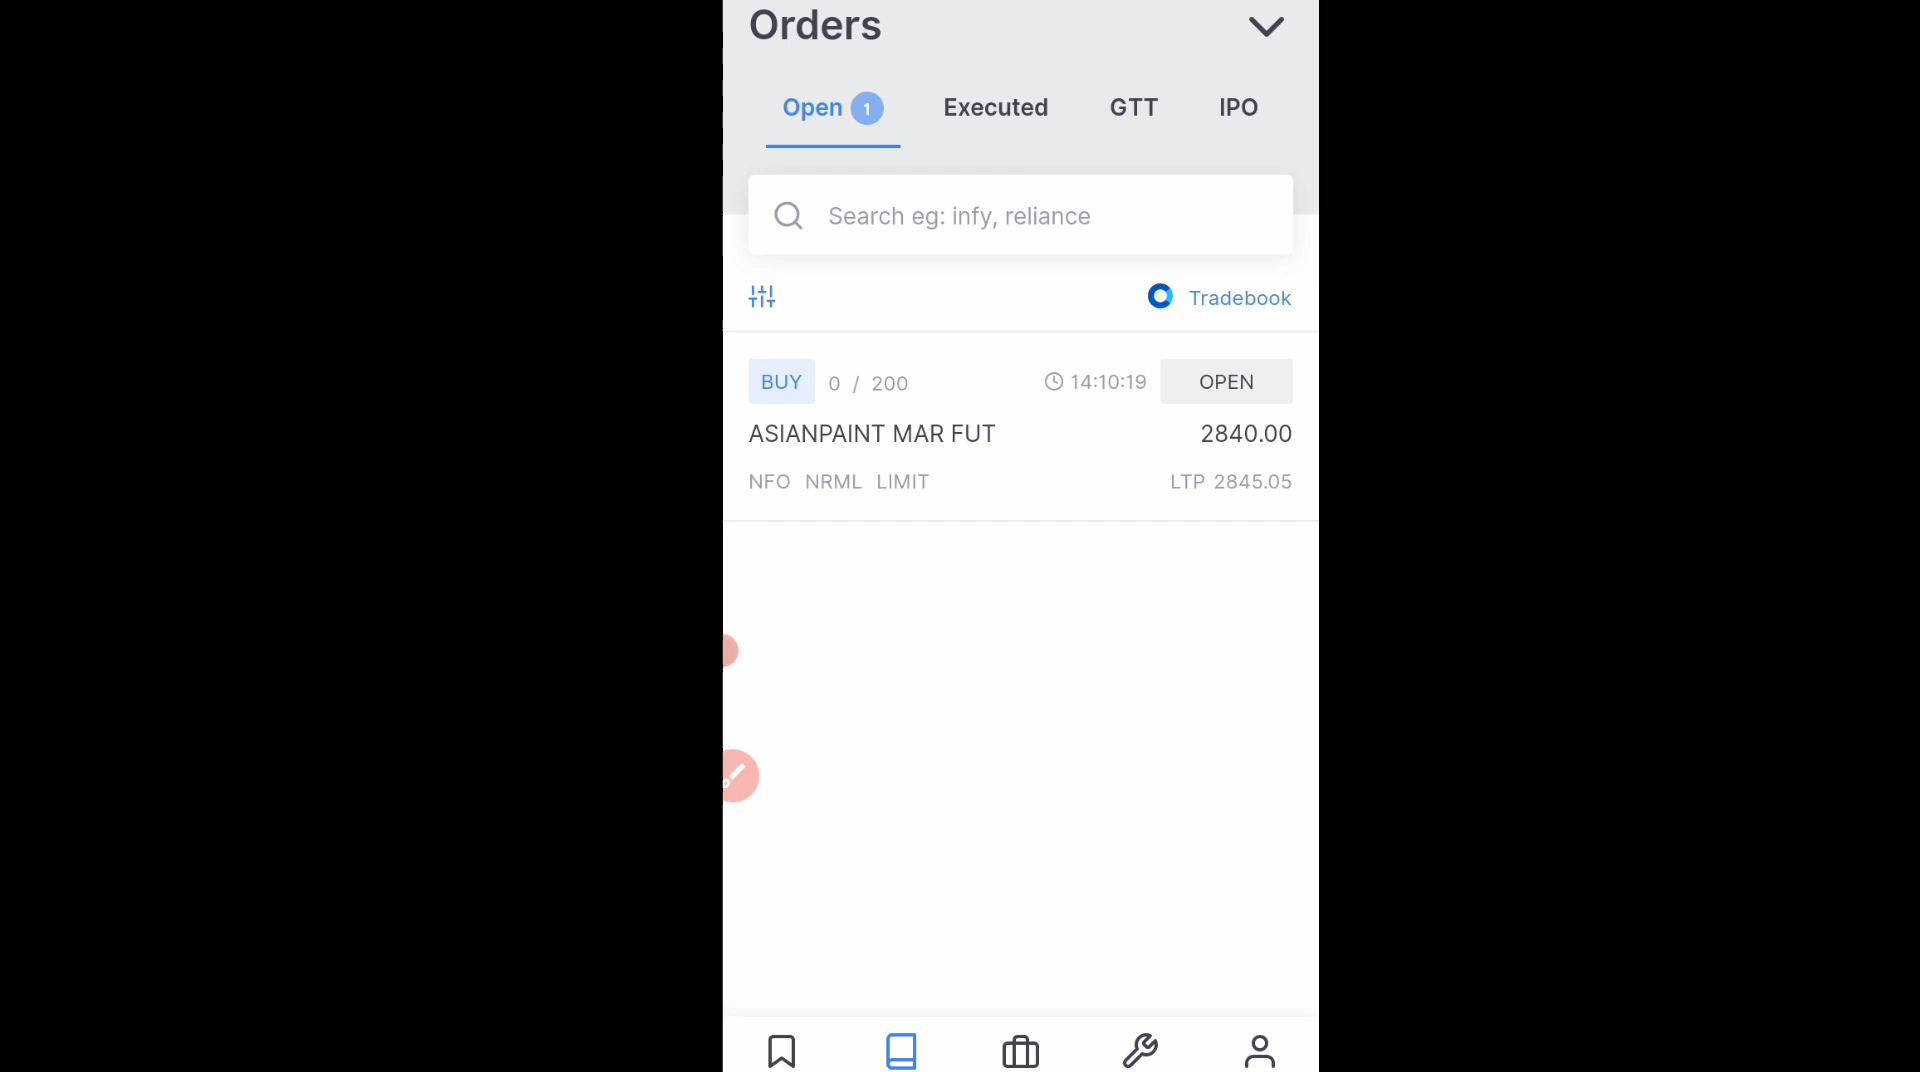 Orders
Open 1 Executed GTT IPO
Search eg: infy, reliance
Tradebook
BUY 0 / 200 14:10:19 OPEN
ASIANPAINT MAR FUT 2840.00
NFO NRML LIMIT LTP 2845.05